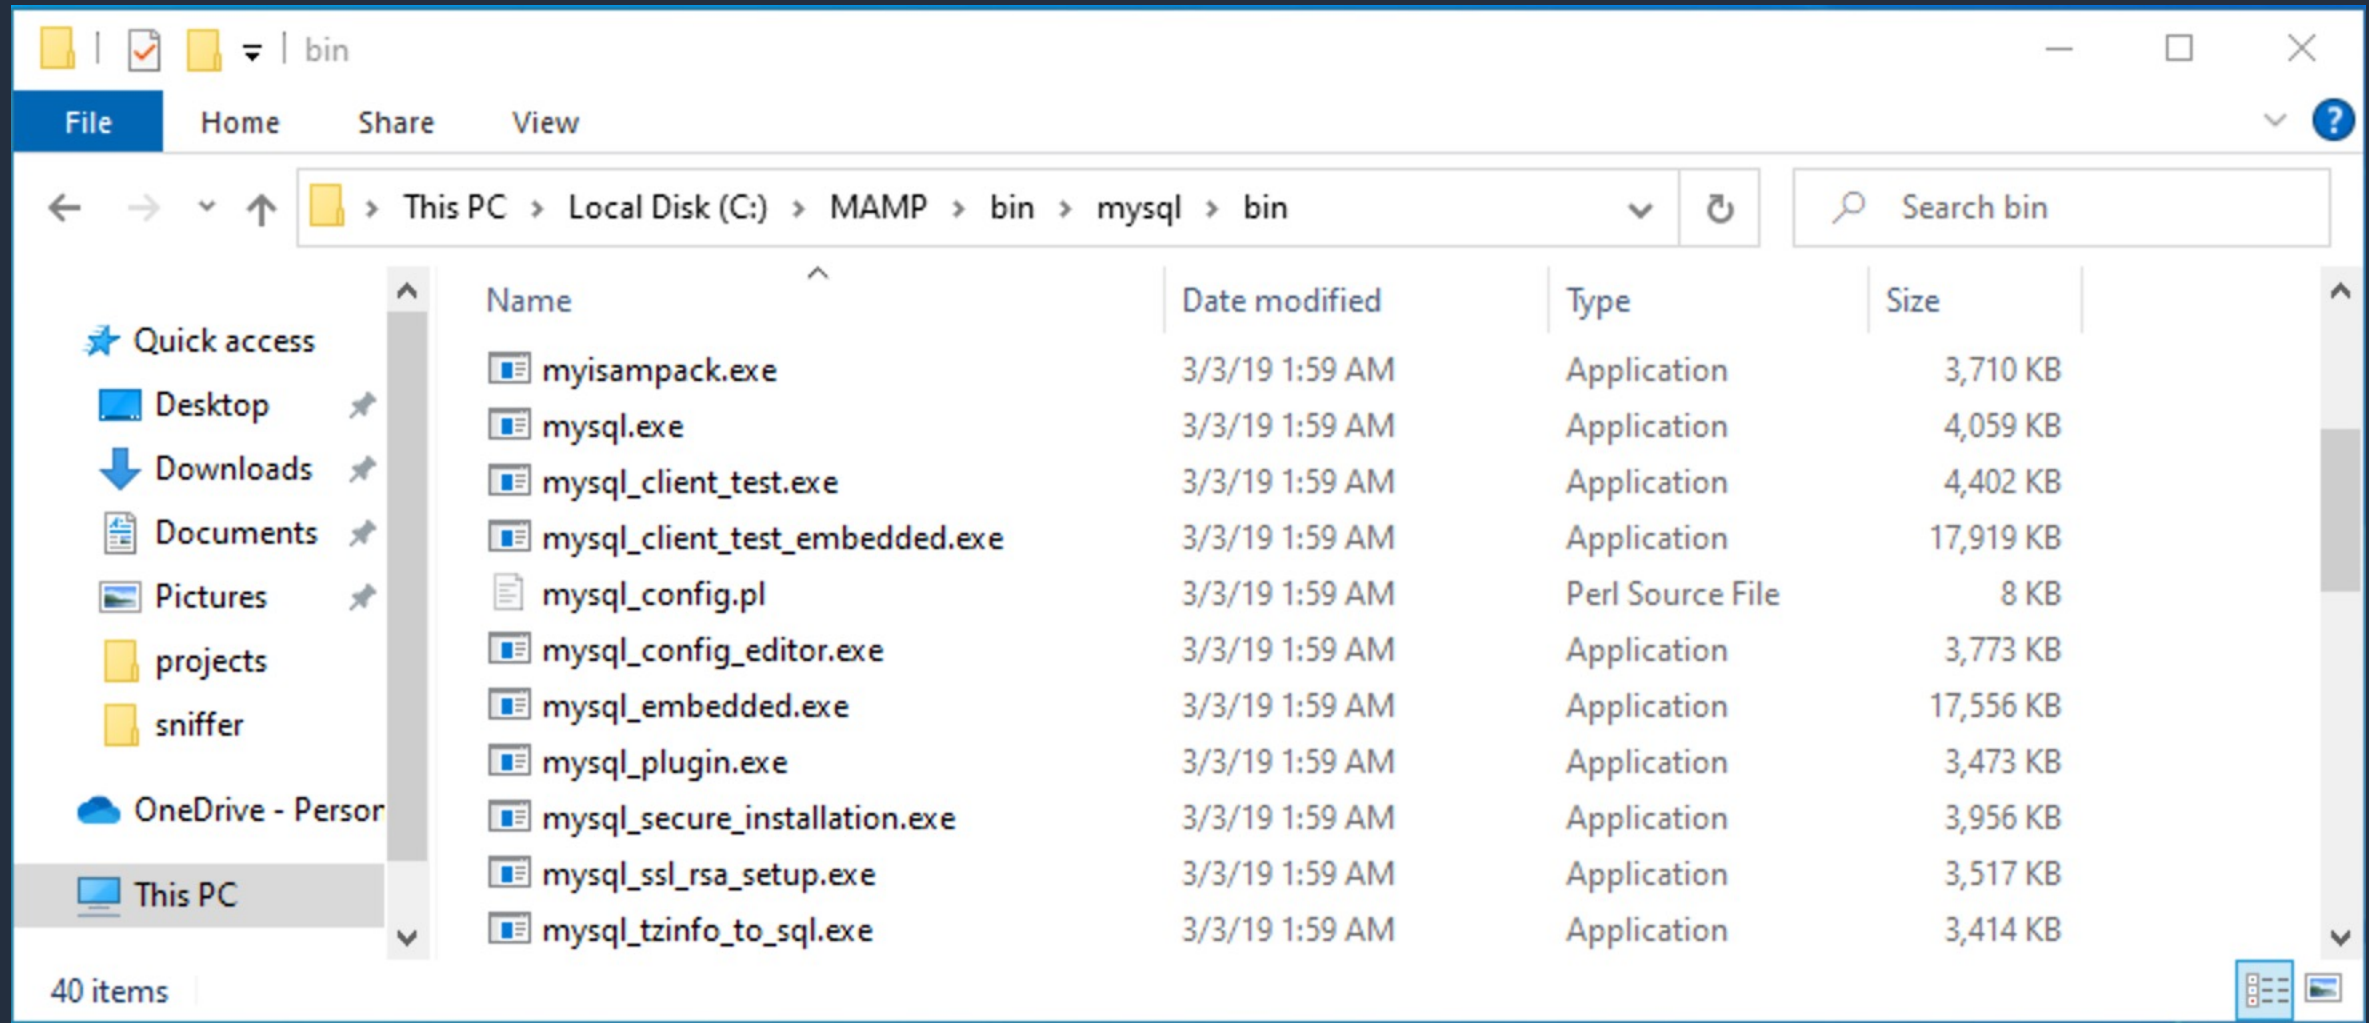 bin
File Home Share View
This PC Local Disk (C:) MAMP bin mysql bin Search bin
Quick access
Desktop
Downloads
Documents
Pictures
projects
sniffer
OneDrive - Person
This PC
Name Date modified Type Size
myisampack.exe 3/3/19 1:59 AM Application 3,710 KB
mysql.exe 3/3/19 1:59 AM Application 4,059 KB
mysql_client_test.exe 3/3/19 1:59 AM Application 4,402 KB
mysql_client_test_embedded.exe 3/3/19 1:59 AM Application 17,919 KB
mysql_config.pl 3/3/19 1:59 AM Perl Source File 8 KB
mysql_config_editor.exe 3/3/19 1:59 AM Application 3,773 KB
mysql_embedded.exe 3/3/19 1:59 AM Application 17,556 KB
mysql_plugin.exe 3/3/19 1:59 AM Application 3,473 KB
mysql_secure_installation.exe 3/3/19 1:59 AM Application 3,956 KB
mysql_ssl_rsa_setup.exe 3/3/19 1:59 AM Application 3,517 KB
mysql_tzinfo_to_sql.exe 3/3/19 1:59 AM Application 3,414 KB
40 items